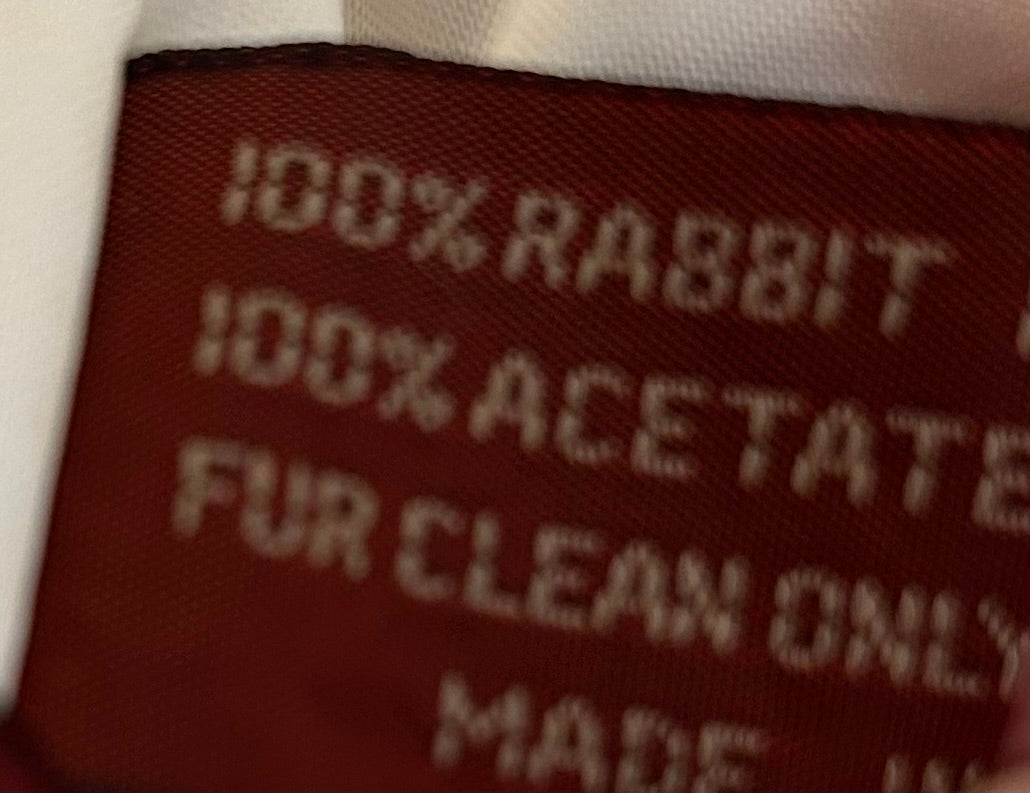 100% RABBIT
100% ACETATE
FUR CLEAN ONLY
MADE